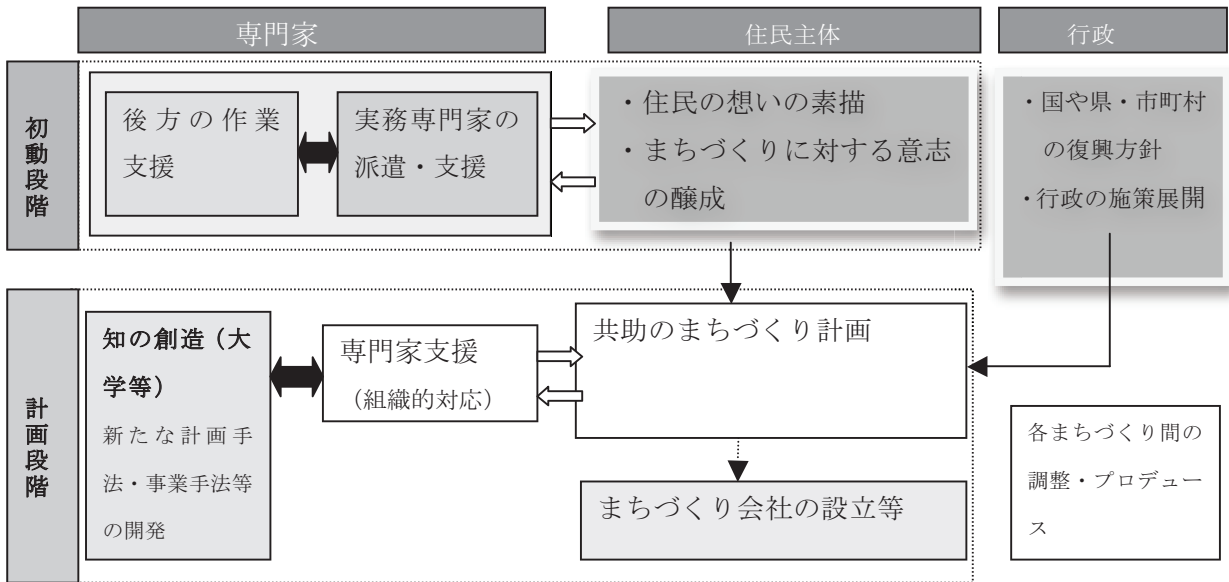 専門家
住民主体
行政
初動段階
後方の作業
支援
実務専門家の
派遣・支援
・住民の想いの素描
・まちづくりに対する意志
の醸成
・国や県・市町村
の復興方針
・行政の施策展開
計画段階
知の創造（大
学等）
新たな計画手
法・事業手法等
の開発
専門家支援
（組織的対応）
共助のまちづくり計画
まちづくり会社の設立等
各まちづくり間の
調整・プロデュー
ス